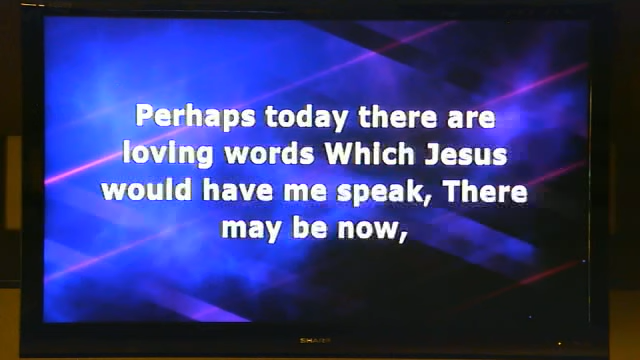 Perhaps today there are
loving words Which Jesus
would have me speak, There
may be now,
SHARP